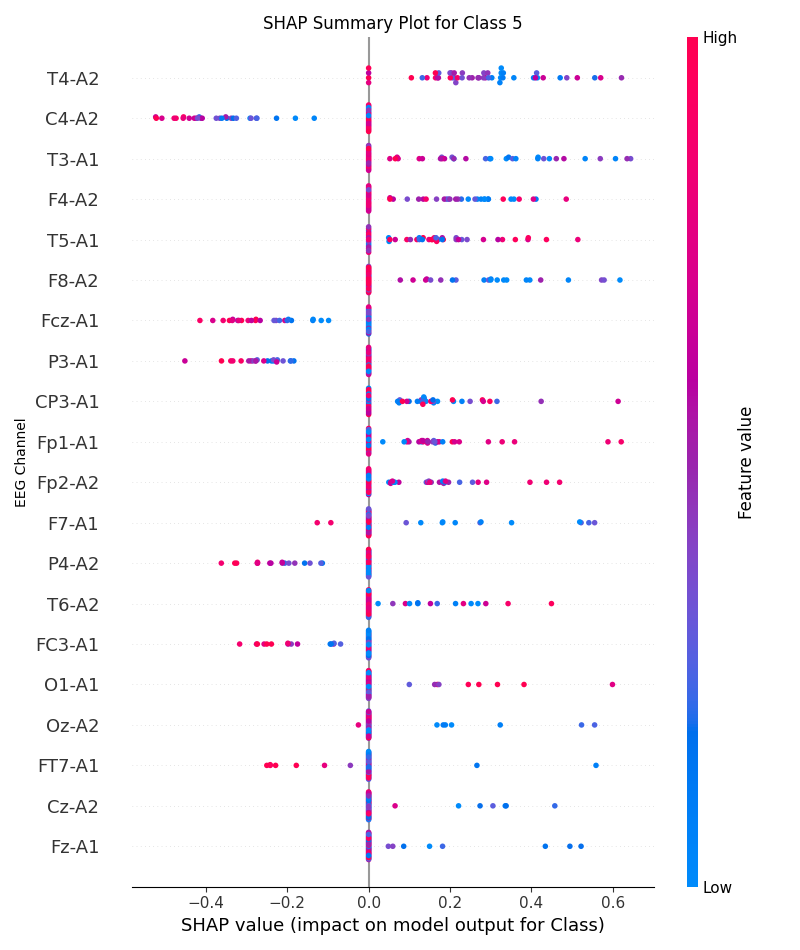 SHAP Summary Plot for Class 5
High
T4-A2
C4-A2
T3-A1
F4-A2
T5-A1
F8-A2
Fcz-A1
P3-A1
CP3-A1
Fp1-A1
Fp2-A2
F7-A1
P4-A2
T6-A2
FC3-A1
O1-A1
Oz-A2
FT7-A1
Cz-A2
Fz-A1
EEG Channel
Feature value
Low
−0.4 −0.2 0.0 0.2 0.4 0.6
SHAP value (impact on model output for Class)